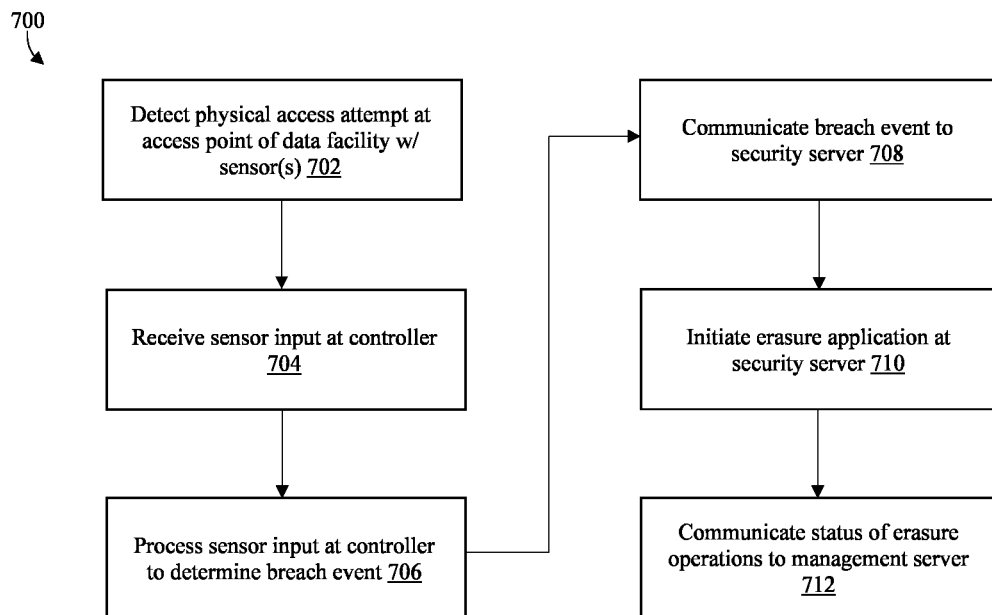 700
Detect physical access attempt at
access point of data facility w/
sensor(s) 702
Receive sensor input at controller
704
Process sensor input at controller
to determine breach event 706
Communicate breach event to
security server 708
Initiate erasure application at
security server 710
Communicate status of erasure
operations to management server
712